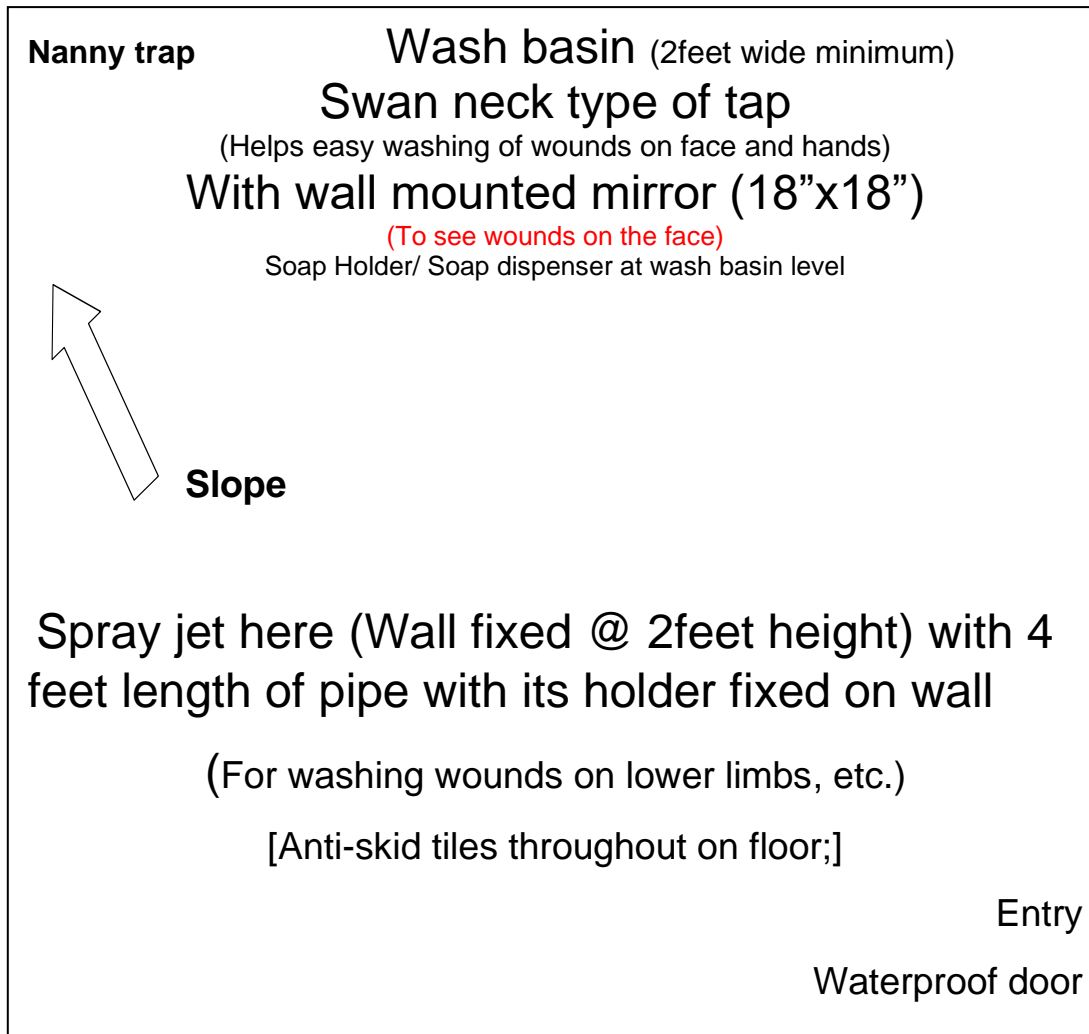 Nanny trap Wash basin (2feet wide minimum)
Swan neck type of tap
(Helps easy washing of wounds on face and hands)
With wall mounted mirror (18”x18”)
(To see wounds on the face)
Soap Holder/ Soap dispenser at wash basin level
Slope
Spray jet here (Wall fixed @ 2feet height) with 4
feet length of pipe with its holder fixed on wall
(For washing wounds on lower limbs, etc.)
[Anti-skid tiles throughout on floor;]
Entry
Waterproof door